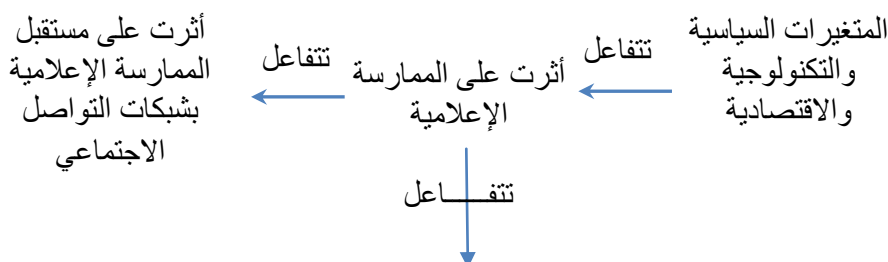 المتغيرات السياسية
والتكنولوجية
والاقتصادية
تتفاعل
أثرت على الممارسة
الإعلامية
تتفاعل
أثرت على مستقبل
الممارسة الإعلامية
بشبكات التواصل
الاجتماعي
تتفـــــاعل